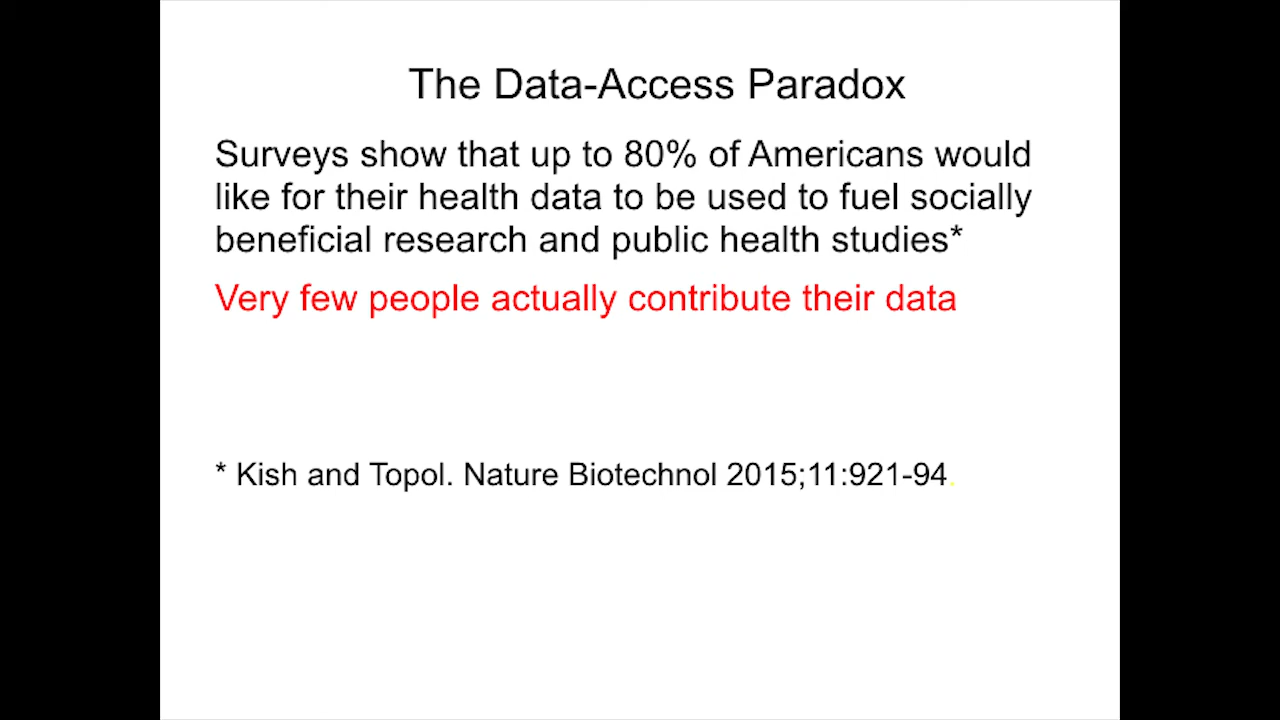 The Data-Access Paradox
Surveys show that up to 80% of Americans would
like for their health data to be used to fuel socially
beneficial research and public health studies*
Very few people actually contribute their data
* Kish and Topol. Nature Biotechnol 2015;11:921-94.